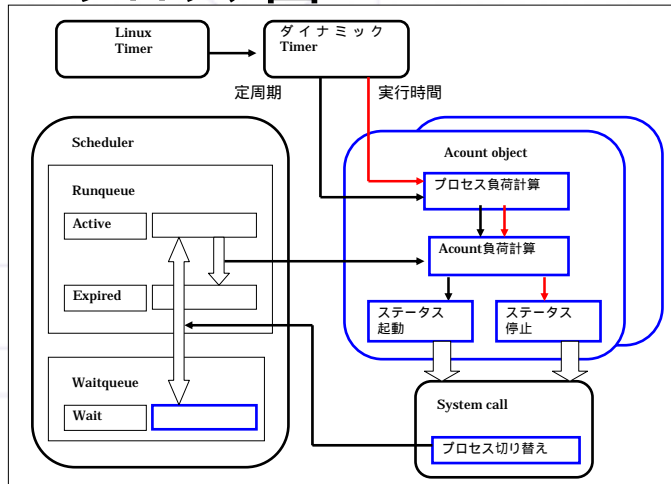 Linux
Timer
ダイナミック
Timer
定周期
実行時間
Scheduler
Runqueue
Active
Expired
Waitqueue
Wait
Acount object
プロセス負荷計算
Acount負荷計算
ステータス
起動
ステータス
停止
System call
プロセス切り替え